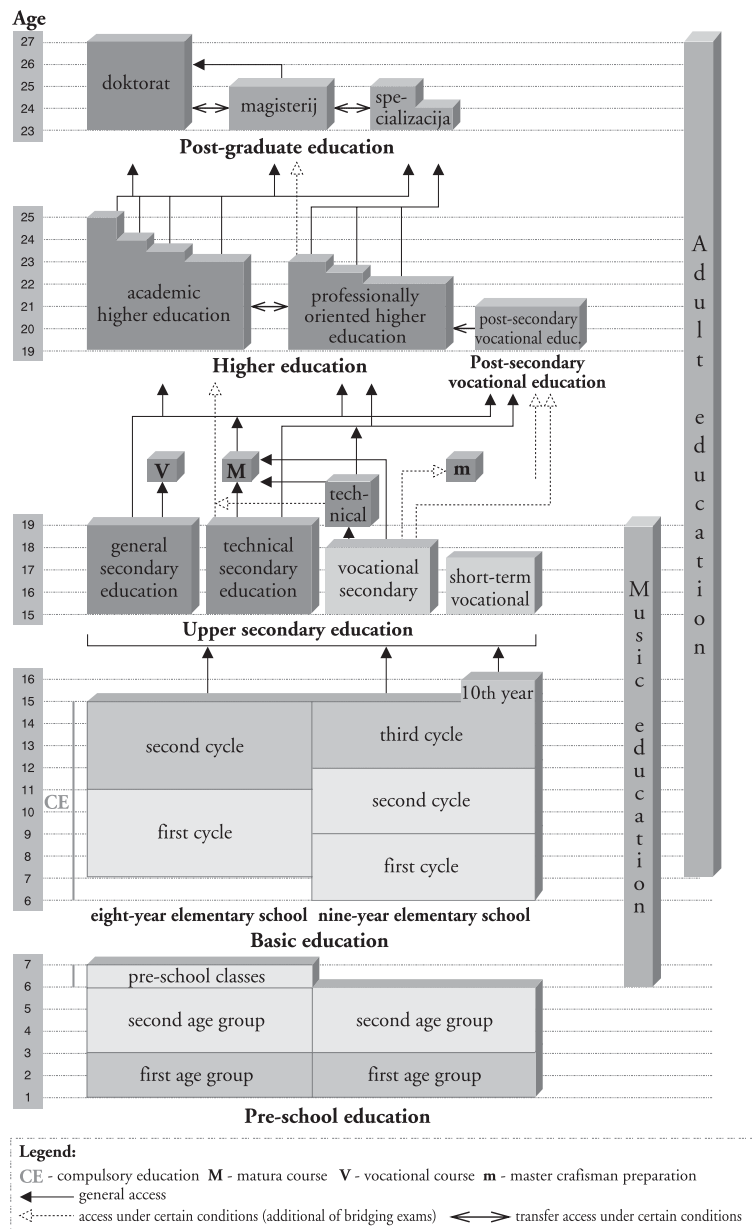 Age
27
26
25
24
23
doktorat
magisterij
spe-
cializacija
Post-graduate education
25
24
23
22
21
20
19
academic
higher education
professionally
oriented higher
education
post-secondary
vocational educ.
Higher education
Post-secondary
vocational education
V
M
m
tech-
nical
19
18
17
16
15
general
secondary
education
technical
secondary
education
vocational
secondary
short-term
vocational
Upper secondary education
16
15
14
13
12
11
10
9
8
7
6
CE
10th year
second cycle
first cycle
third cycle
second cycle
first cycle
eight-year elementary school
nine-year elementary school
Basic education
7
6
5
4
3
2
1
pre-school classes
second age group
second age group
first age group
first age group
Pre-school education
Music education
Adult education
Legend:
CE - compulsory education M - matura course V - vocational course m - master crafisman preparation
general access
access under certain conditions (additional of bridging exams)
transfer access under certain conditions